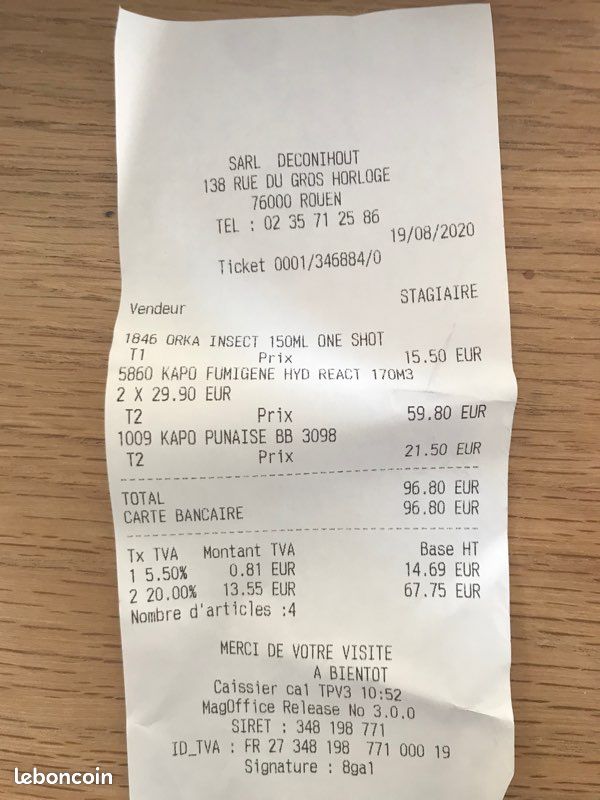 SARL DECONIHOUT
138 RUE DU GROS HORLOGE
76000 ROUEN
TEL : 02 35 71 25 86
19/08/2020
Ticket 0001/346884/0
Vendeur STAGIAIRE
1846 ORKA INSECT 150ML ONE SHOT
T1 Prix 15.50 EUR
5860 KAPO FUMIGENE HYD REACT 170M3
2 X 29.90 EUR
T2 Prix 59.80 EUR
1009 KAPO PUNAISE BB 3098
T2 Prix 21.50 EUR
TOTAL 96.80 EUR
CARTE BANCAIRE 96.80 EUR
Tx TVA Montant TVA Base HT
1 5.50% 0.81 EUR 14.69 EUR
2 20.00% 13.55 EUR 67.75 EUR
Nombre d'articles :4
MERCI DE VOTRE VISITE
A BIENTOT
Caissier ca1 TPV3 10:52
MagOffice Release No 3.0.0
SIRET : 348 198 771
ID_TVA : FR 27 348 198 771 000 19
Signature : 8ga1
leboncoin